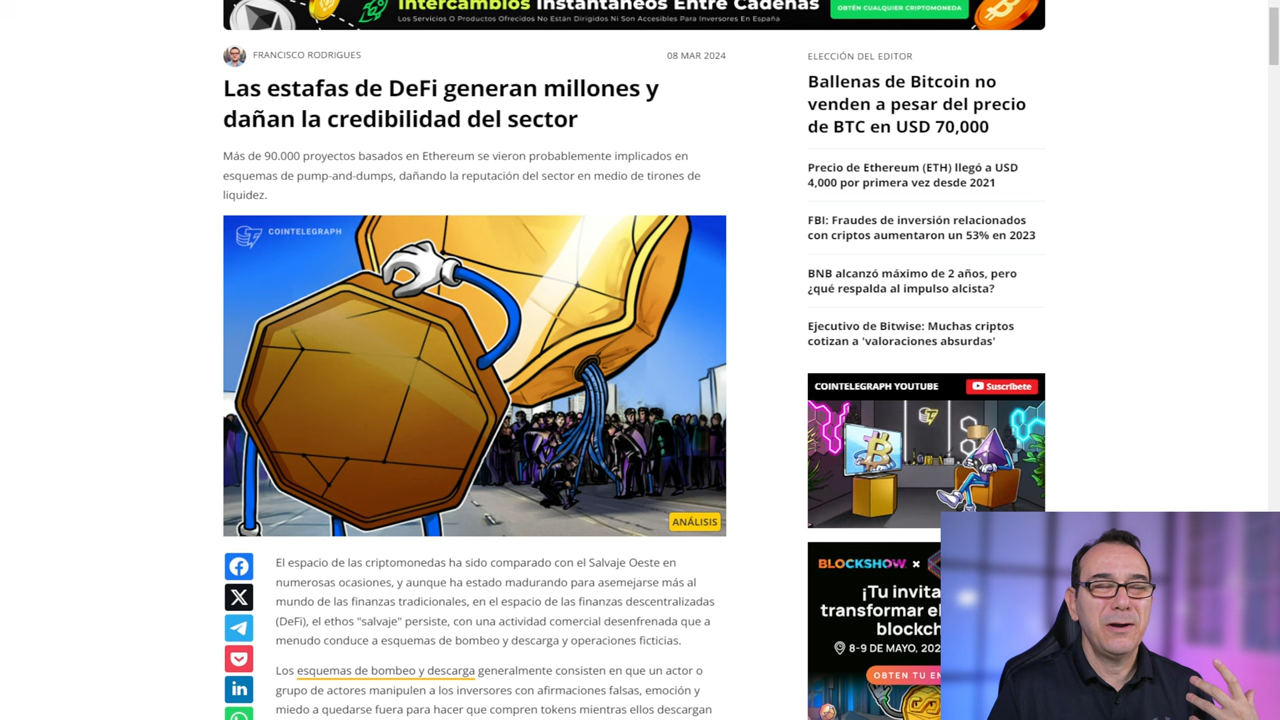 Intercambios Instantáneos Entre Cadenas
Los Servicios O Productos Ofrecidos No Están Dirigidos Ni Son Accesibles Para Inversores En España
OBTÉN CUALQUIER CRIPTOMONEDA
FRANCISCO RODRIGUES
08 MAR 2024
Las estafas de DeFi generan millones y
dañan la credibilidad del sector
Más de 90.000 proyectos basados en Ethereum se vieron probablemente implicados en
esquemas de pump-and-dumps, dañando la reputación del sector en medio de tirones de
liquidez.
COINTELEGRAPH
ANÁLISIS
El espacio de las criptomonedas ha sido comparado con el Salvaje Oeste en
numerosas ocasiones, y aunque ha estado madurando para asemejarse más al
mundo de las finanzas tradicionales, en el espacio de las finanzas descentralizadas
(DeFi), el ethos "salvaje" persiste, con una actividad comercial desenfrenada que a
menudo conduce a esquemas de bombeo y descarga y operaciones ficticias.
Los esquemas de bombeo y descarga generalmente consisten en que un actor o
grupo de actores manipulen a los inversores con afirmaciones falsas, emoción y
miedo a quedarse fuera para hacer que compren tokens mientras ellos descargan
ELECCIÓN DEL EDITOR
Ballenas de Bitcoin no
venden a pesar del precio
de BTC en USD 70,000
Precio de Ethereum (ETH) llegó a USD
4,000 por primera vez desde 2021
FBI: Fraudes de inversión relacionados
con criptos aumentaron un 53% en 2023
BNB alcanzó máximo de 2 años, pero
¿qué respalda al impulso alcista?
Ejecutivo de Bitwise: Muchas criptos
cotizan a 'valoraciones absurdas'
COINTELEGRAPH YOUTUBE
Suscríbete
BLOCKSHOW ×
¡Tu invita
transformar el
blockch
8-9 DE MAYO, 202
OBTEN TU EN